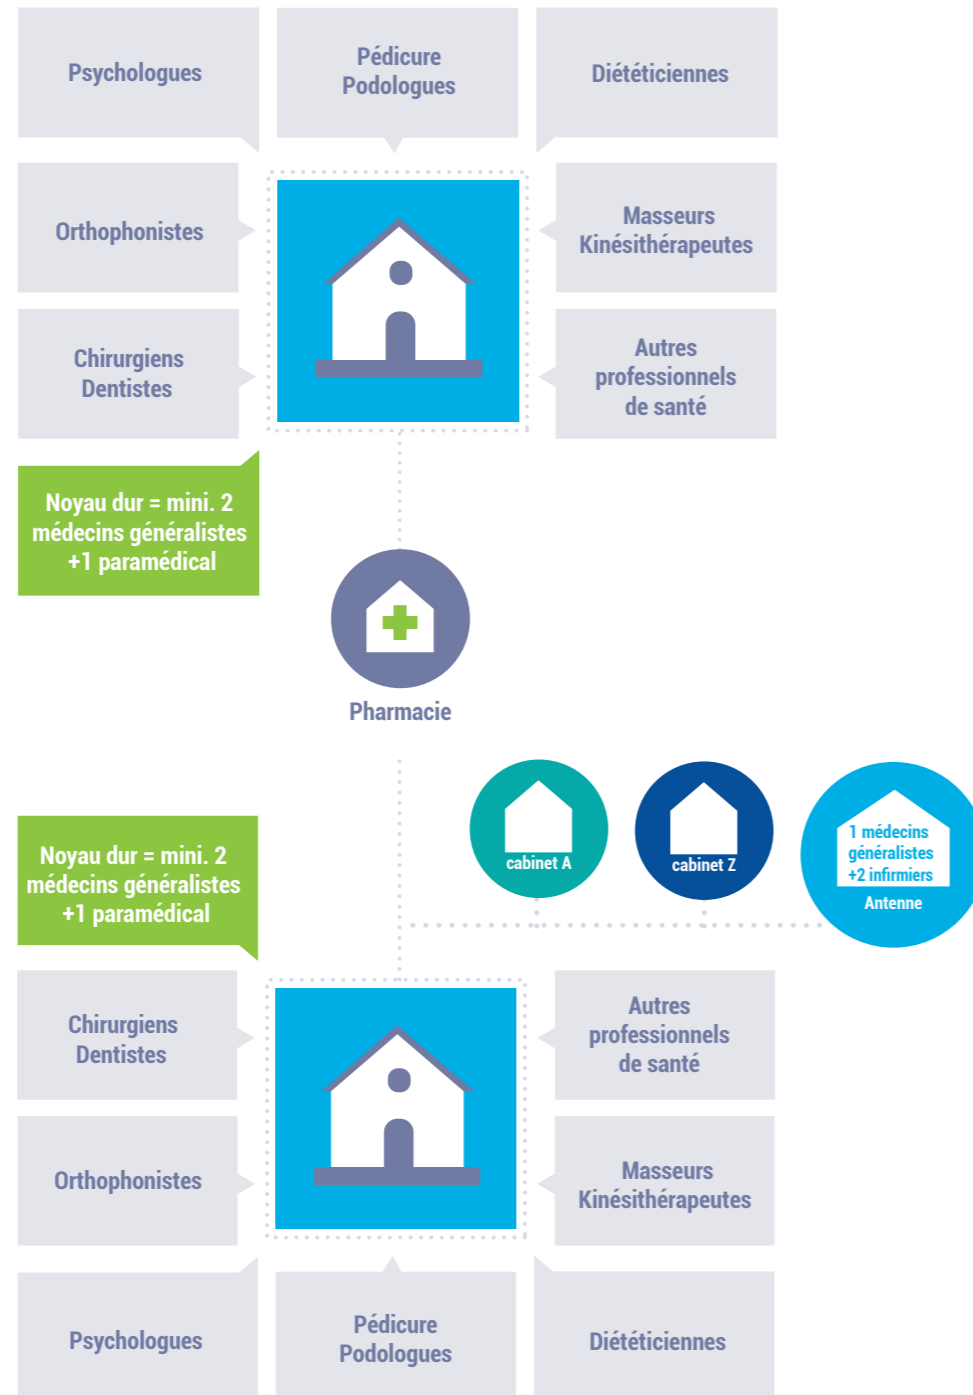 Psychologues
Pédicure
Podologues
Diététiciennes
Orthophonistes
Masseurs
Kinésithérapeutes
Chirurgiens
Dentistes
Autres
professionnels
de santé
Noyau dur = mini. 2
médecins généralistes
+1 paramédical
Pharmacie
cabinet A
cabinet Z
1 médecins
généralistes
+2 infirmiers
Antenne
Noyau dur = mini. 2
médecins généralistes
+1 paramédical
Chirurgiens
Dentistes
Autres
professionnels
de santé
Orthophonistes
Masseurs
Kinésithérapeutes
Psychologues
Pédicure
Podologues
Diététiciennes